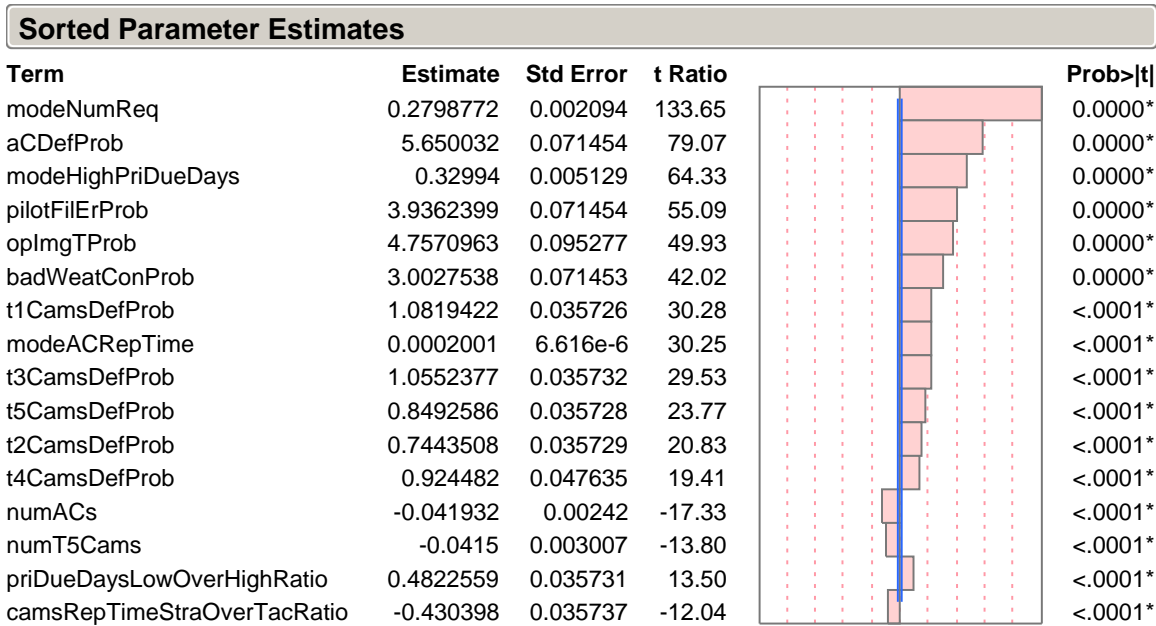 Sorted Parameter Estimates
Term Estimate Std Error t Ratio Prob>|t|
modeNumReq 0.2798772 0.002094 133.65 0.0000*
aCDefProb 5.650032 0.071454 79.07 0.0000*
modeHighPriDueDays 0.32994 0.005129 64.33 0.0000*
pilotFilErProb 3.9362399 0.071454 55.09 0.0000*
opImgTProb 4.7570963 0.095277 49.93 0.0000*
badWeatConProb 3.0027538 0.071453 42.02 0.0000*
t1CamsDefProb 1.0819422 0.035726 30.28 <.0001*
modeACRepTime 0.0002001 6.616e-6 30.25 <.0001*
t3CamsDefProb 1.0552377 0.035732 29.53 <.0001*
t5CamsDefProb 0.8492586 0.035728 23.77 <.0001*
t2CamsDefProb 0.7443508 0.035729 20.83 <.0001*
t4CamsDefProb 0.924482 0.047635 19.41 <.0001*
numACs -0.041932 0.00242 -17.33 <.0001*
numT5Cams -0.0415 0.003007 -13.80 <.0001*
priDueDaysLowOverHighRatio 0.4822559 0.035731 13.50 <.0001*
camsRepTimeStraOverTacRatio -0.430398 0.035737 -12.04 <.0001*